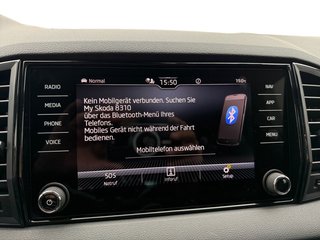 Normal
15:50
RADIO
MEDIA
PHONE
VOICE
Kein Mobilgerät verbunden. Suchen Sie
My Skoda 8310
über das Bluetooth-Menü Ihres
Telefons.
Mobiles Gerät nicht während der Fahrt
bedienen.
Mobiltelefon auswählen
NAV
APP
CAR
MENU
SOS
Notruf
Inforuf
Setup